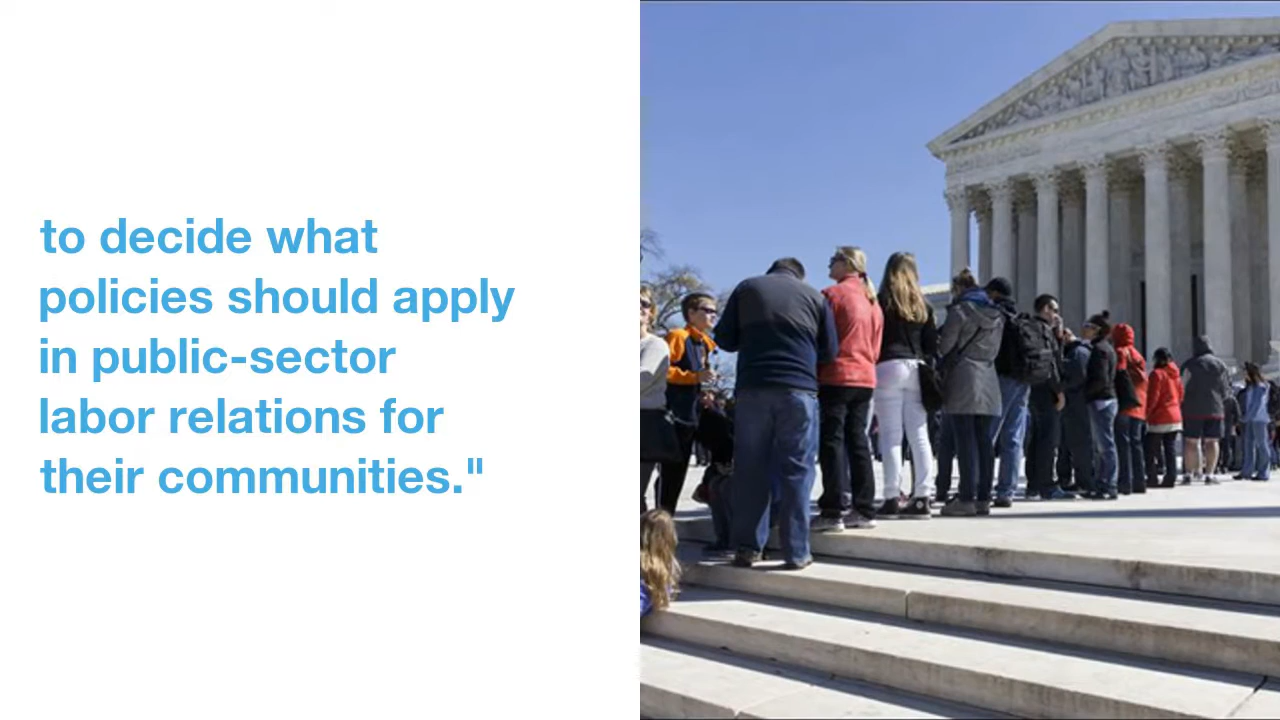 to decide what
policies should apply
in public-sector
labor relations for
their communities."